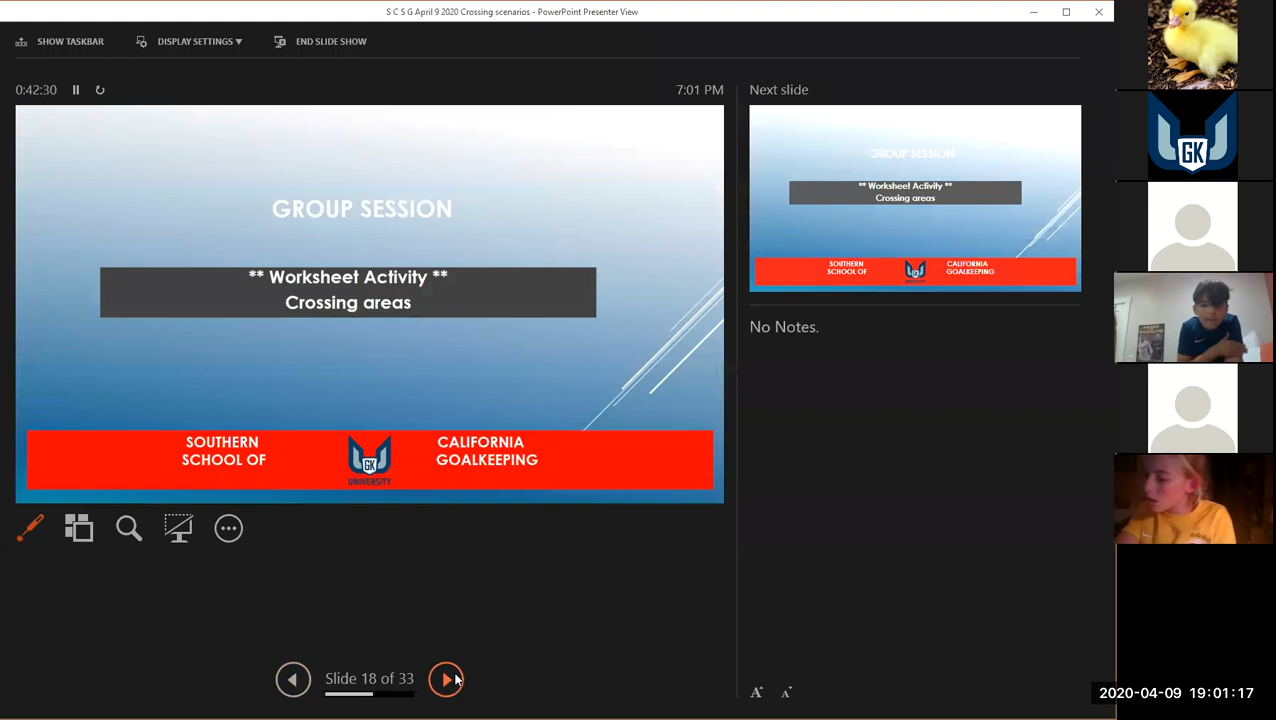 S C S G April 9 2020 Crossing scenarios - PowerPoint Presenter View
SHOW TASKBAR
DISPLAY SETTINGS ▼
END SLIDE SHOW
0:42:30
7:01 PM
GROUP SESSION
** Worksheet Activity **
Crossing areas
SOUTHERN
SCHOOL OF
GK
UNIVERSITY
CALIFORNIA
GOALKEEPING
Slide 18 of 33
Next slide
GROUP SESSION
** Worksheet Activity **
Crossing areas
SOUTHERN
SCHOOL OF
CALIFORNIA
GOALKEEPING
No Notes.
A
A
GK
2020-04-09 19:01:17